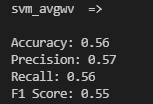 svm_avgwv  =>
Accuracy: 0.56
Precision: 0.57
Recall: 0.56
F1 Score: 0.55